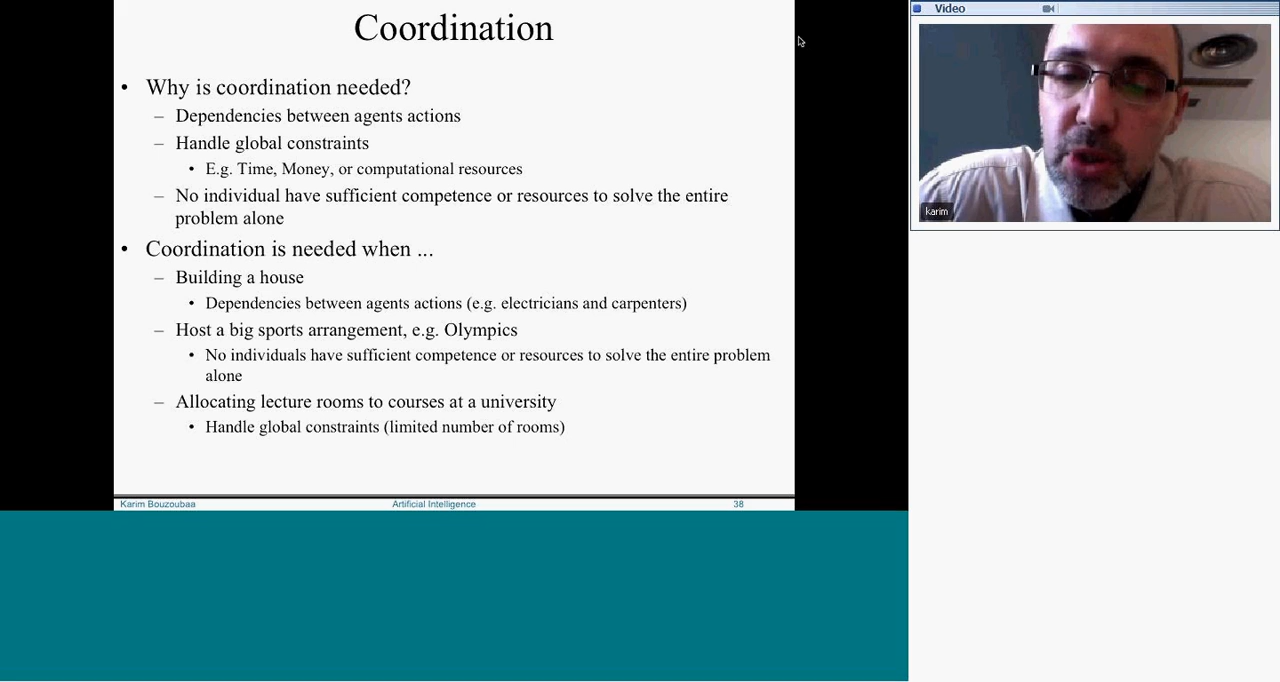 Coordination
• Why is coordination needed?
– Dependencies between agents actions
– Handle global constraints
• E.g. Time, Money, or computational resources
– No individual have sufficient competence or resources to solve the entire
problem alone
• Coordination is needed when ...
– Building a house
• Dependencies between agents actions (e.g. electricians and carpenters)
– Host a big sports arrangement, e.g. Olympics
• No individuals have sufficient competence or resources to solve the entire problem
alone
– Allocating lecture rooms to courses at a university
• Handle global constraints (limited number of rooms)
Karim Bouzoubaa Artificial Intelligence 38
Video
karim